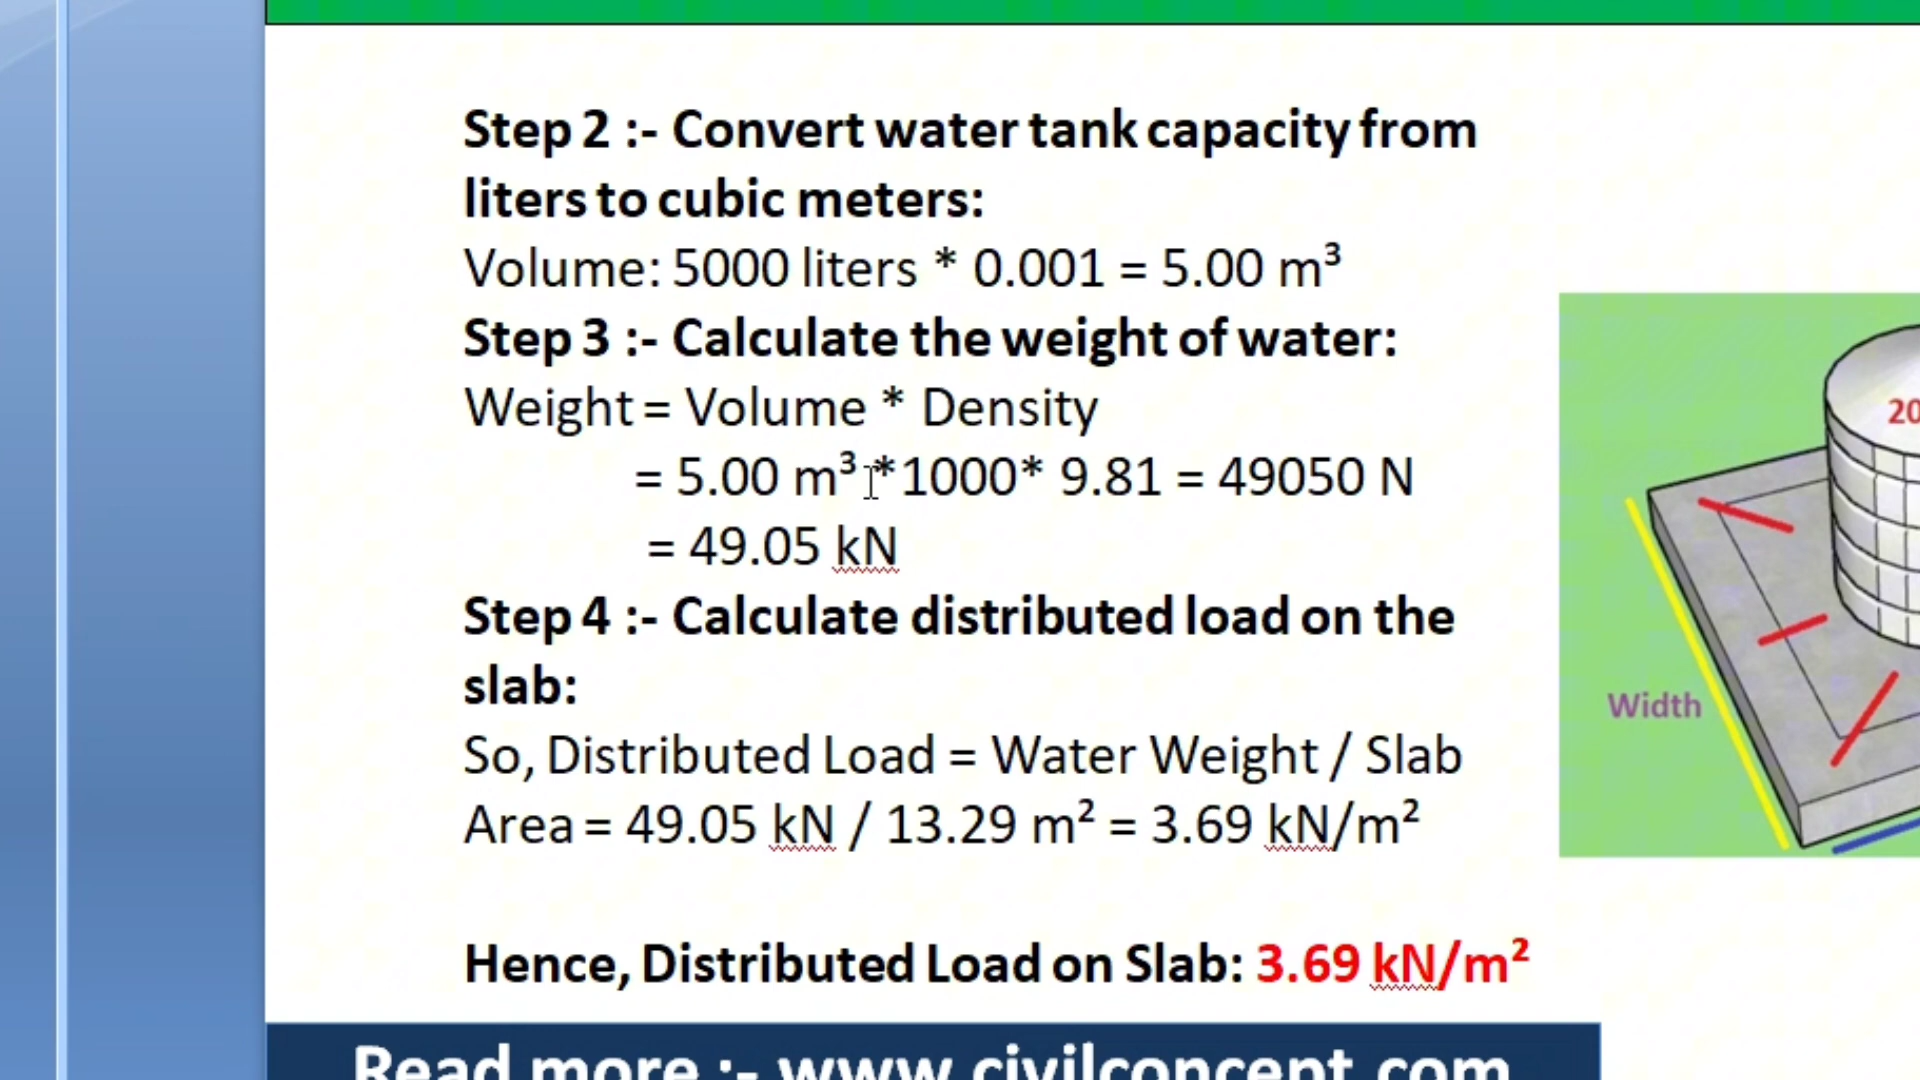 Step 2 :- Convert water tank capacity from
liters to cubic meters:
Volume: 5000 liters * 0.001 = 5.00 m³
Step 3 :- Calculate the weight of water:
Weight = Volume * Density
= 5.00 m³ *1000* 9.81 = 49050 N
= 49.05 kN
Step 4 :- Calculate distributed load on the
slab:
So, Distributed Load = Water Weight / Slab
Area = 49.05 kN / 13.29 m² = 3.69 kN/m²
Hence, Distributed Load on Slab: 3.69 kN/m²
20
Width
Read more :- www.civilconcept.com